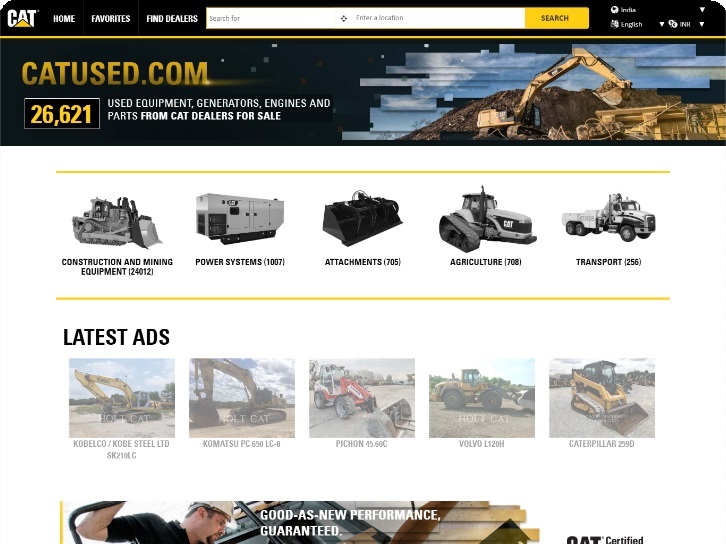 CAT
HOME
FAVORITES
FIND DEALERS
Search for
Enter a location
SEARCH
India
English
INR
CATUSED.COM
26,621
USED EQUIPMENT, GENERATORS, ENGINES AND
PARTS FROM CAT DEALERS FOR SALE
CONSTRUCTION AND MINING
EQUIPMENT (24012)
POWER SYSTEMS (1007)
ATTACHMENTS (705)
AGRICULTURE (708)
TRANSPORT (256)
LATEST ADS
HOLT CAT
HOLT CAT
HOLT CAT
KOBELCO / KOBE STEEL LTD
SK210LC
KOMATSU PC 650 LC-8
PICHON 45.60C
VOLVO L120H
CATERPILLAR 259D
GOOD-AS-NEW PERFORMANCE,
GUARANTEED.
CAT Certified